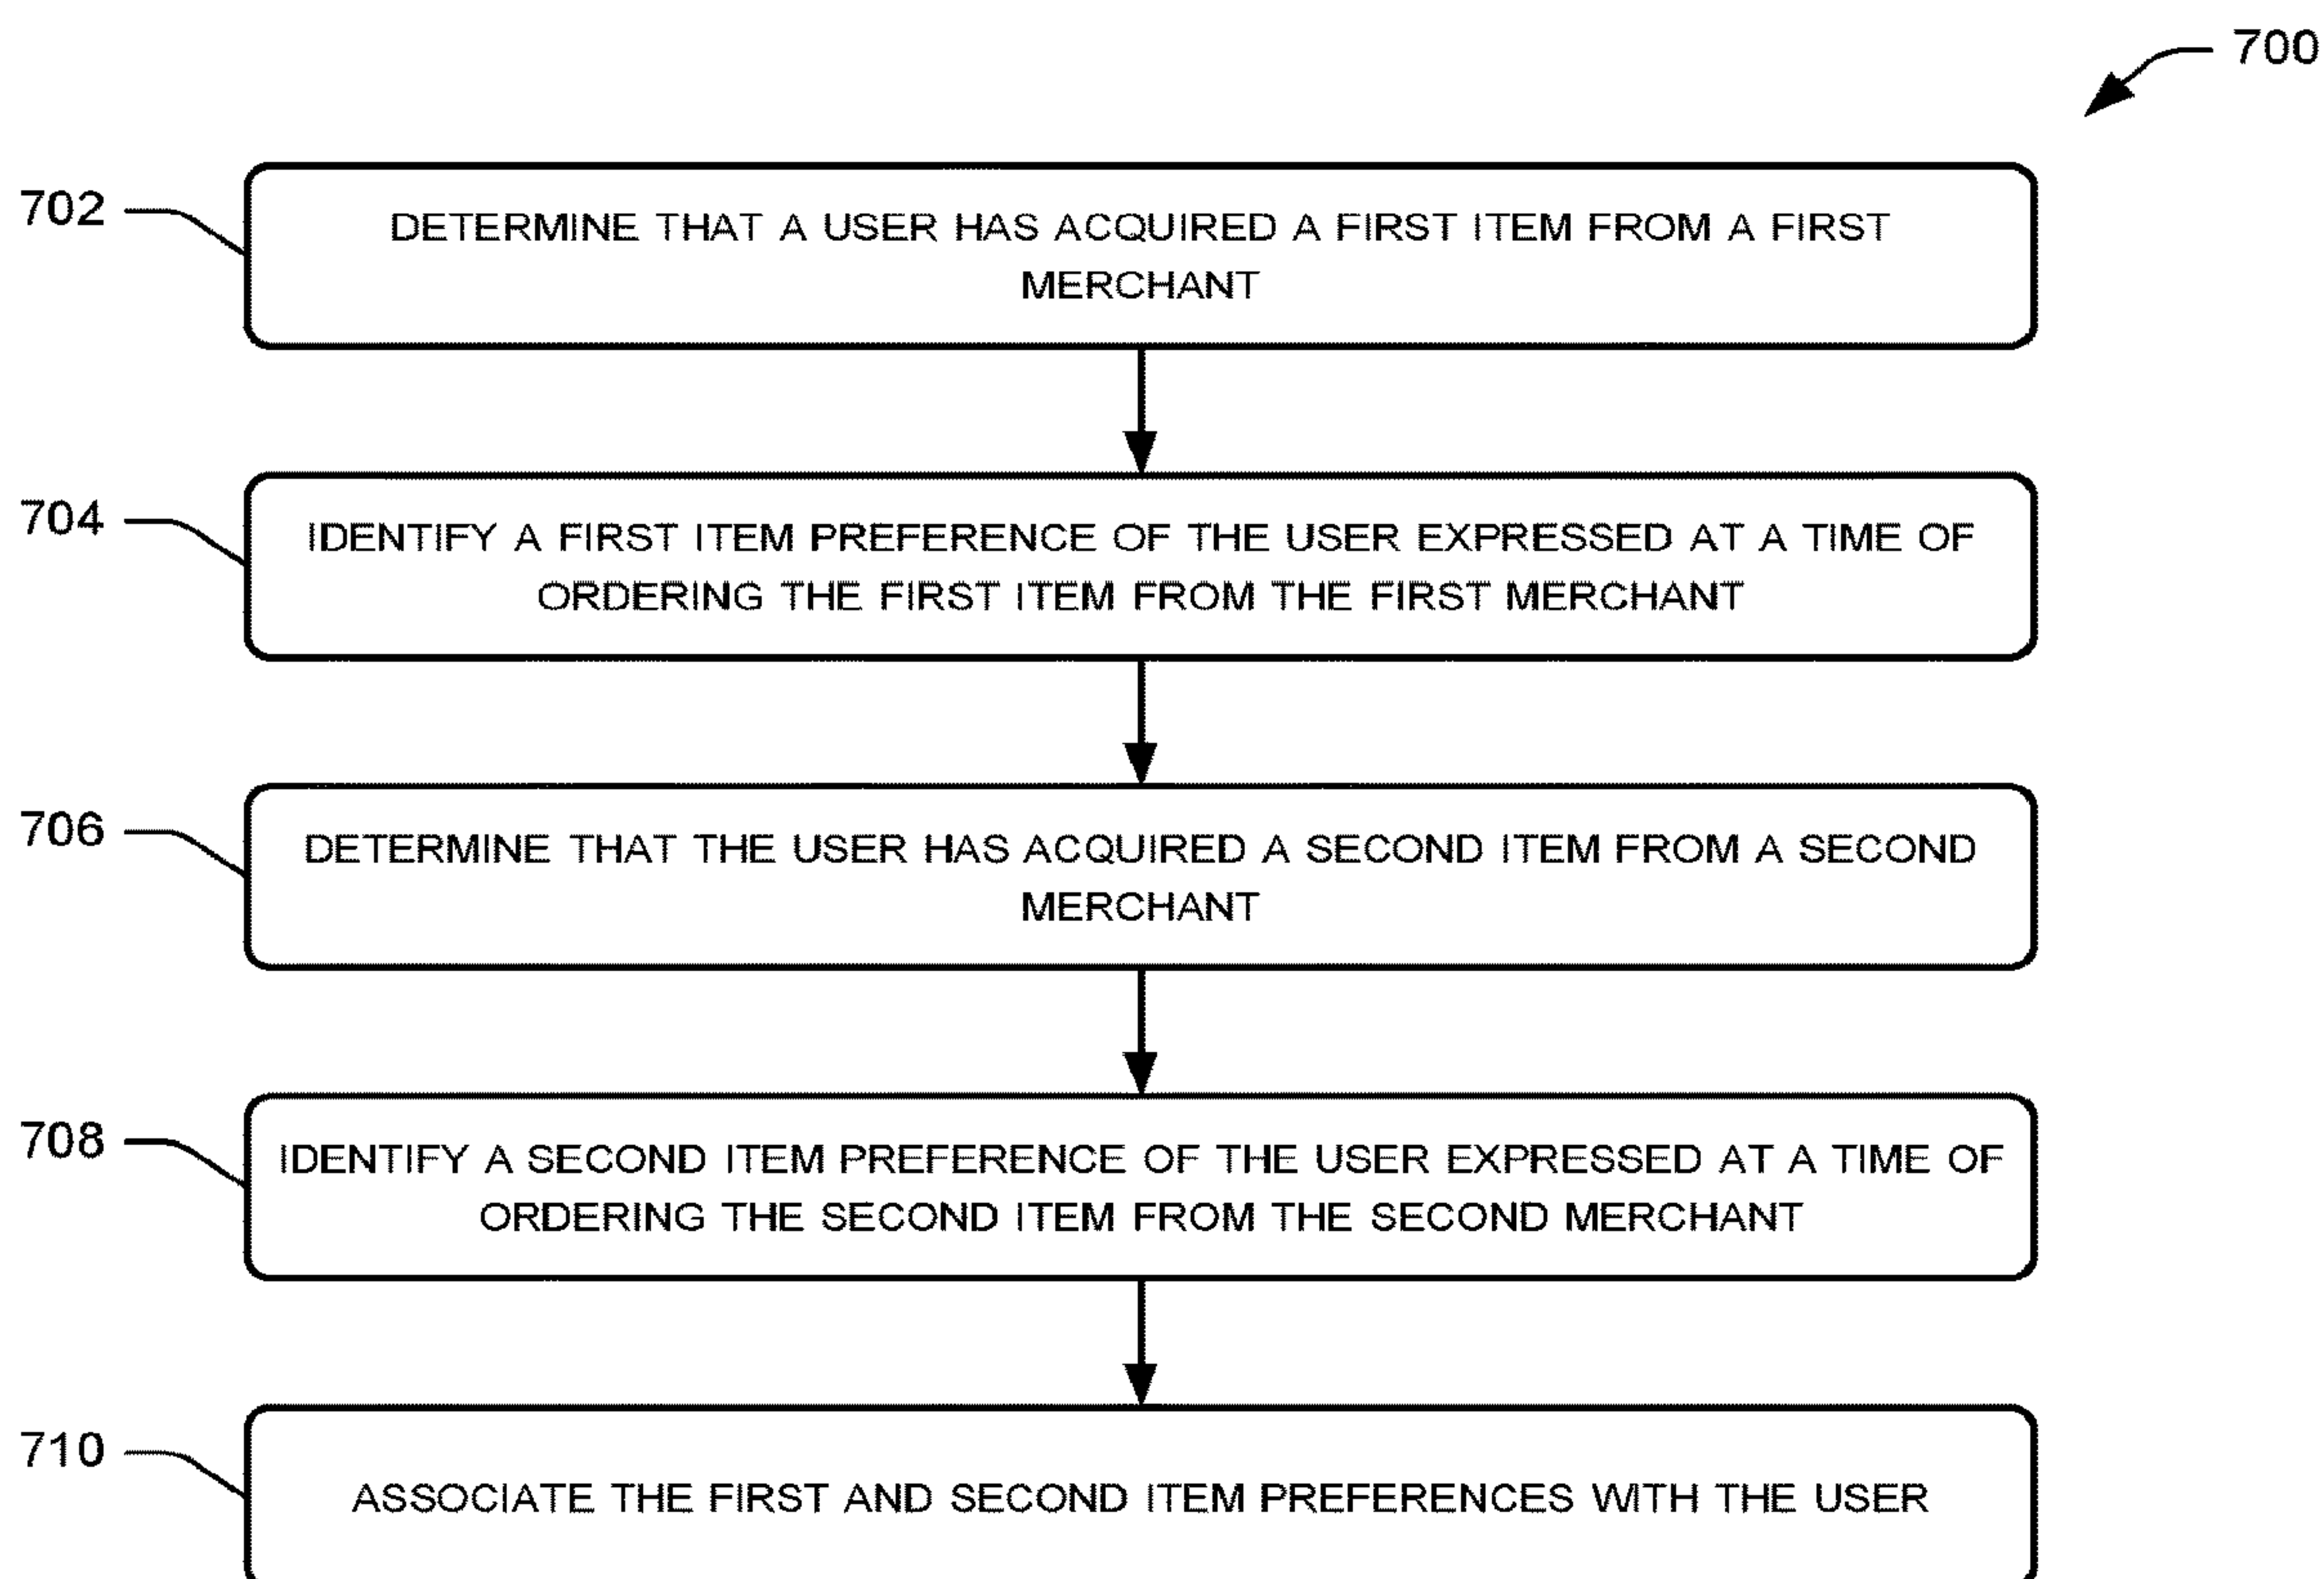 700
702
DETERMINE THAT A USER HAS ACQUIRED A FIRST ITEM FROM A FIRST
MERCHANT
704
IDENTIFY A FIRST ITEM PREFERENCE OF THE USER EXPRESSED AT A TIME OF
ORDERING THE FIRST ITEM FROM THE FIRST MERCHANT
706
DETERMINE THAT THE USER HAS ACQUIRED A SECOND ITEM FROM A SECOND
MERCHANT
708
IDENTIFY A SECOND ITEM PREFERENCE OF THE USER EXPRESSED AT A TIME OF
ORDERING THE SECOND ITEM FROM THE SECOND MERCHANT
710
ASSOCIATE THE FIRST AND SECOND ITEM PREFERENCES WITH THE USER